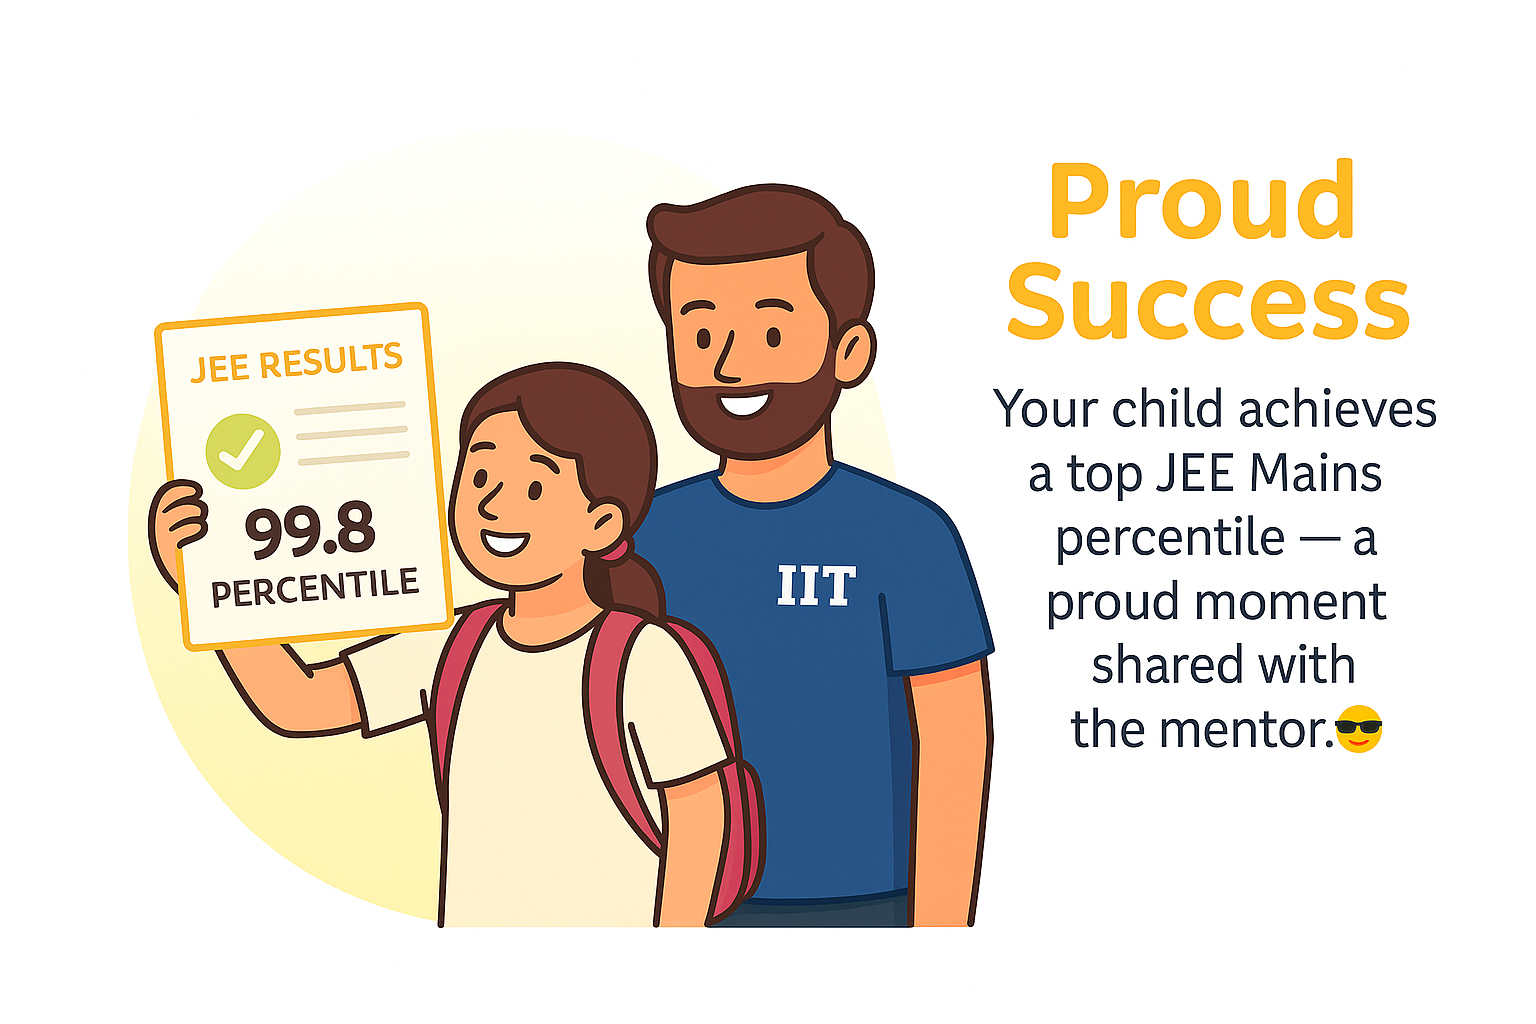 JEE RESULTS
99.8
PERCENTILE
IIT
Proud
Success
Your child achieves
a top JEE Mains
percentile — a
proud moment
shared with
the mentor.😎